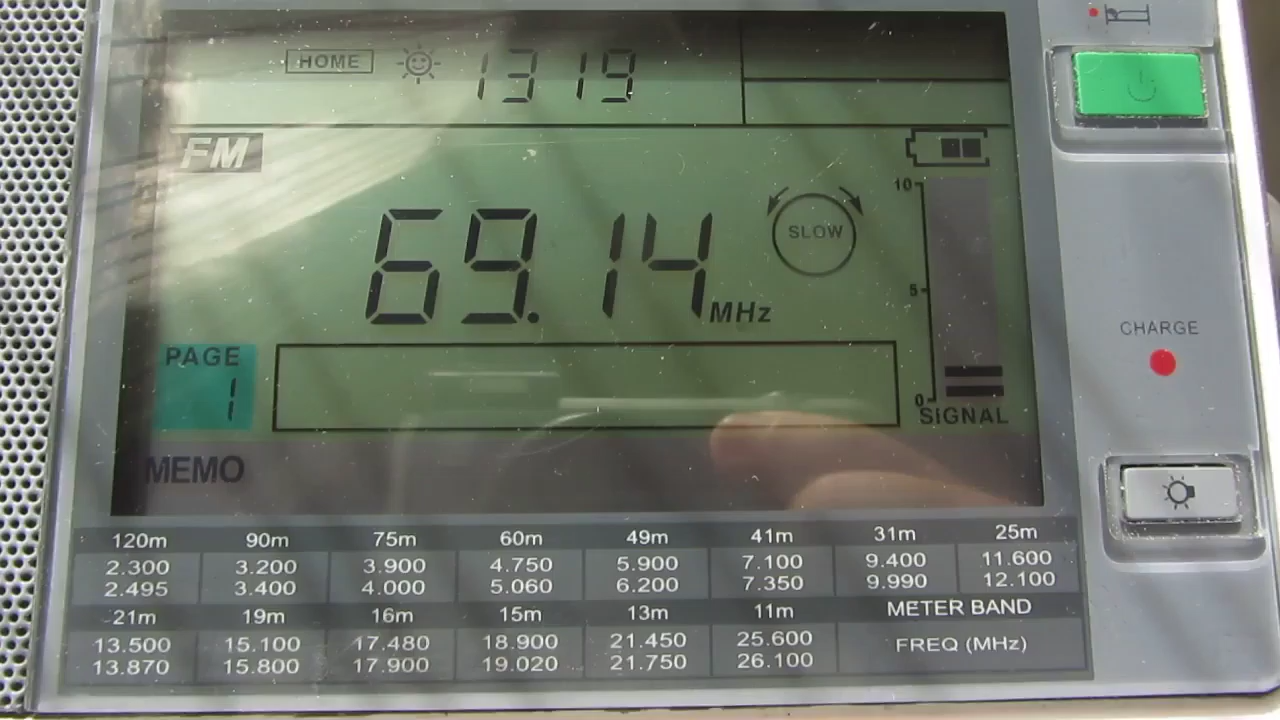 HOME 1319
FM
69.14 MHz
SLOW
10
5
0
SIGNAL
PAGE
1
MEMO
CHARGE
120m 90m 75m 60m 49m 41m 31m 25m
2.300 3.200 3.900 4.750 5.900 7.100 9.400 11.600
2.495 3.400 4.000 5.060 6.200 7.350 9.990 12.100
21m 19m 16m 15m 13m 11m METER BAND
13.500 15.100 17.480 18.900 21.450 25.600 FREQ (MHz)
13.870 15.800 17.900 19.020 21.750 26.100